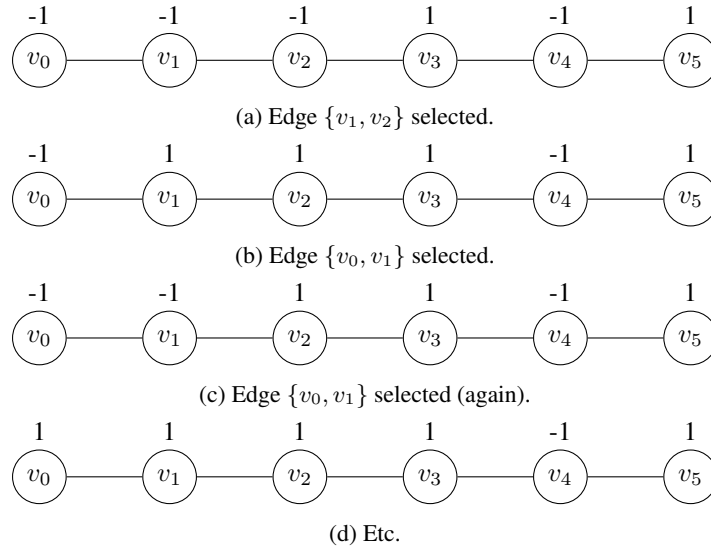 -1 -1 -1 1 -1 1
v₀ v₁ v₂ v₃ v₄ v₅
(a) Edge {v₁, v₂} selected.
-1 1 1 1 -1 1
v₀ v₁ v₂ v₃ v₄ v₅
(b) Edge {v₀, v₁} selected.
-1 -1 1 1 -1 1
v₀ v₁ v₂ v₃ v₄ v₅
(c) Edge {v₀, v₁} selected (again).
1 1 1 1 -1 1
v₀ v₁ v₂ v₃ v₄ v₅
(d) Etc.